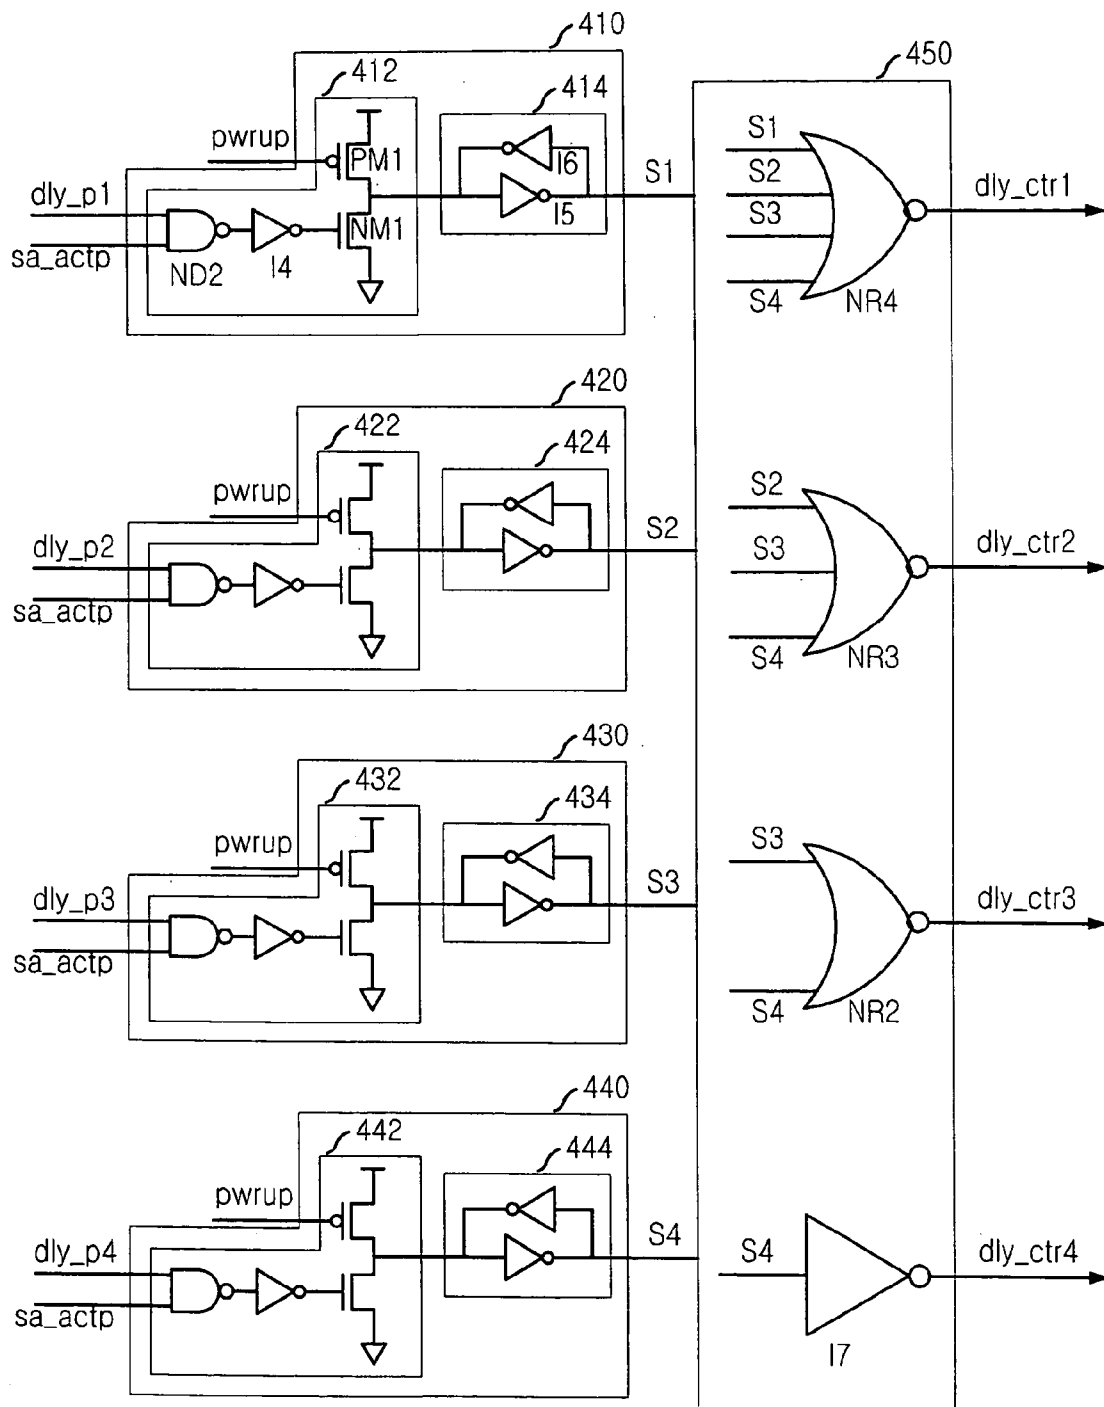 410
450
412
414
pwrup
PM1
I6
S1
S1
S2
dly_p1
dly_ctr1
S3
NM1
I5
sa_actp
ND2
I4
S4
NR4
420
422
424
pwrup
S2
S2
dly_p2
S3
dly_ctr2
sa_actp
S4
NR3
430
432
434
pwrup
S3
S3
dly_p3
dly_ctr3
sa_actp
S4
NR2
440
442
444
pwrup
S4
S4
dly_p4
dly_ctr4
sa_actp
I7